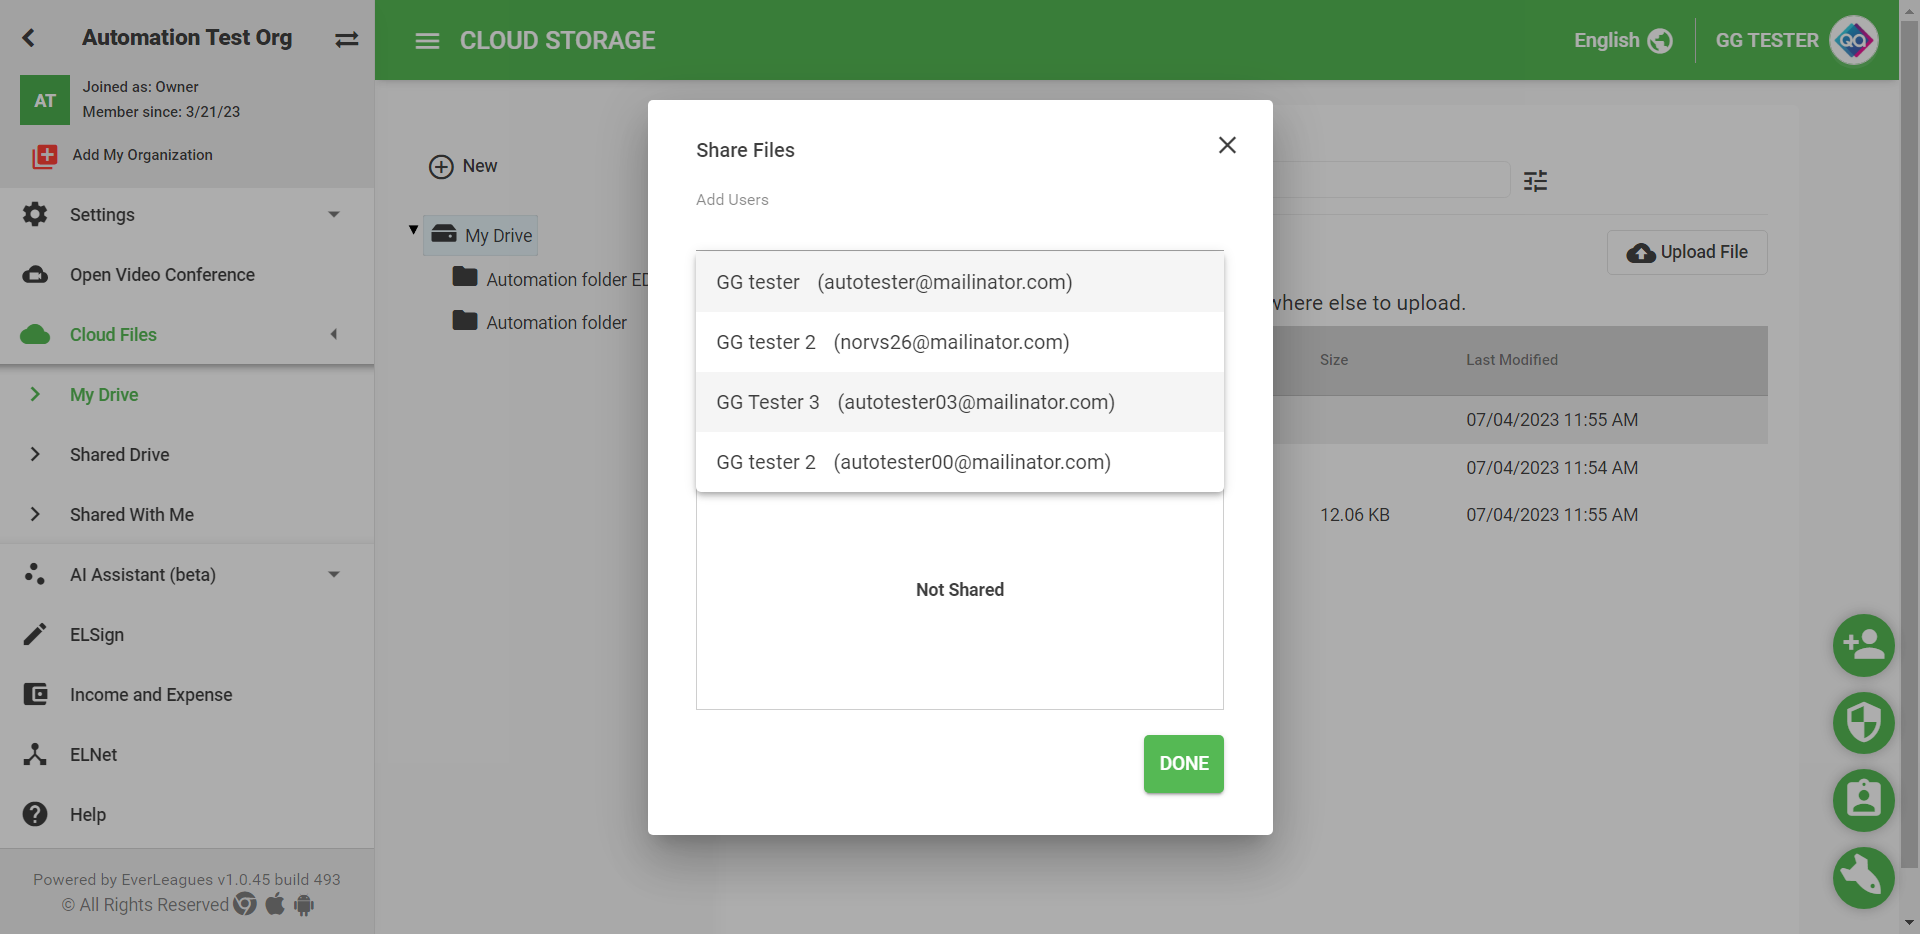 Automation Test Org
AT
Joined as: Owner
Member since: 3/21/23
Add My Organization
Settings
Open Video Conference
Cloud Files
My Drive
Shared Drive
Shared With Me
AI Assistant (beta)
ELSign
Income and Expense
ELNet
Help
Powered by EverLeagues v1.0.45 build 493
© All Rights Reserved
CLOUD STORAGE
English
GG TESTER
QA
New
My Drive
Automation folder ED
Automation folder
Upload File
where else to upload.
Size Last Modified
07/04/2023 11:55 AM
07/04/2023 11:54 AM
12.06 KB 07/04/2023 11:55 AM
Share Files
Add Users
GG tester (autotester@mailinator.com)
GG tester 2 (norvs26@mailinator.com)
GG Tester 3 (autotester03@mailinator.com)
GG tester 2 (autotester00@mailinator.com)
Not Shared
DONE